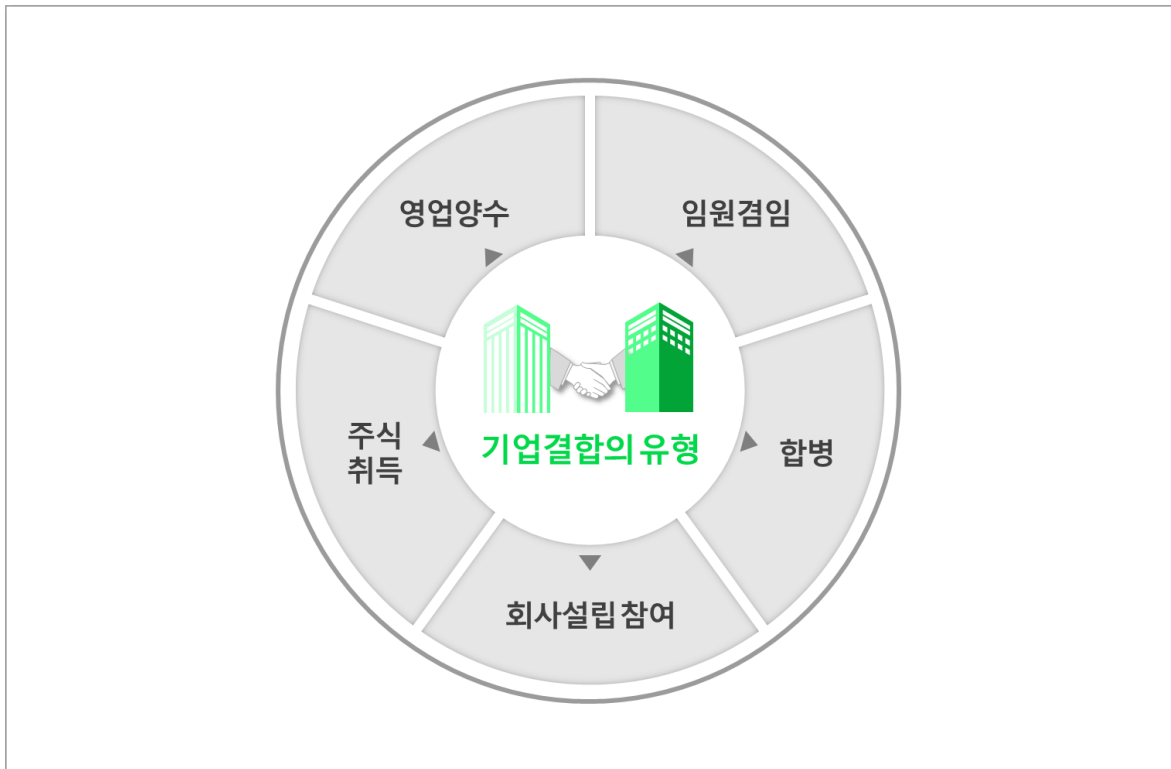 영업양수
임원겸임
기업결합의 유형
주식
취득
합병
회사설립 참여